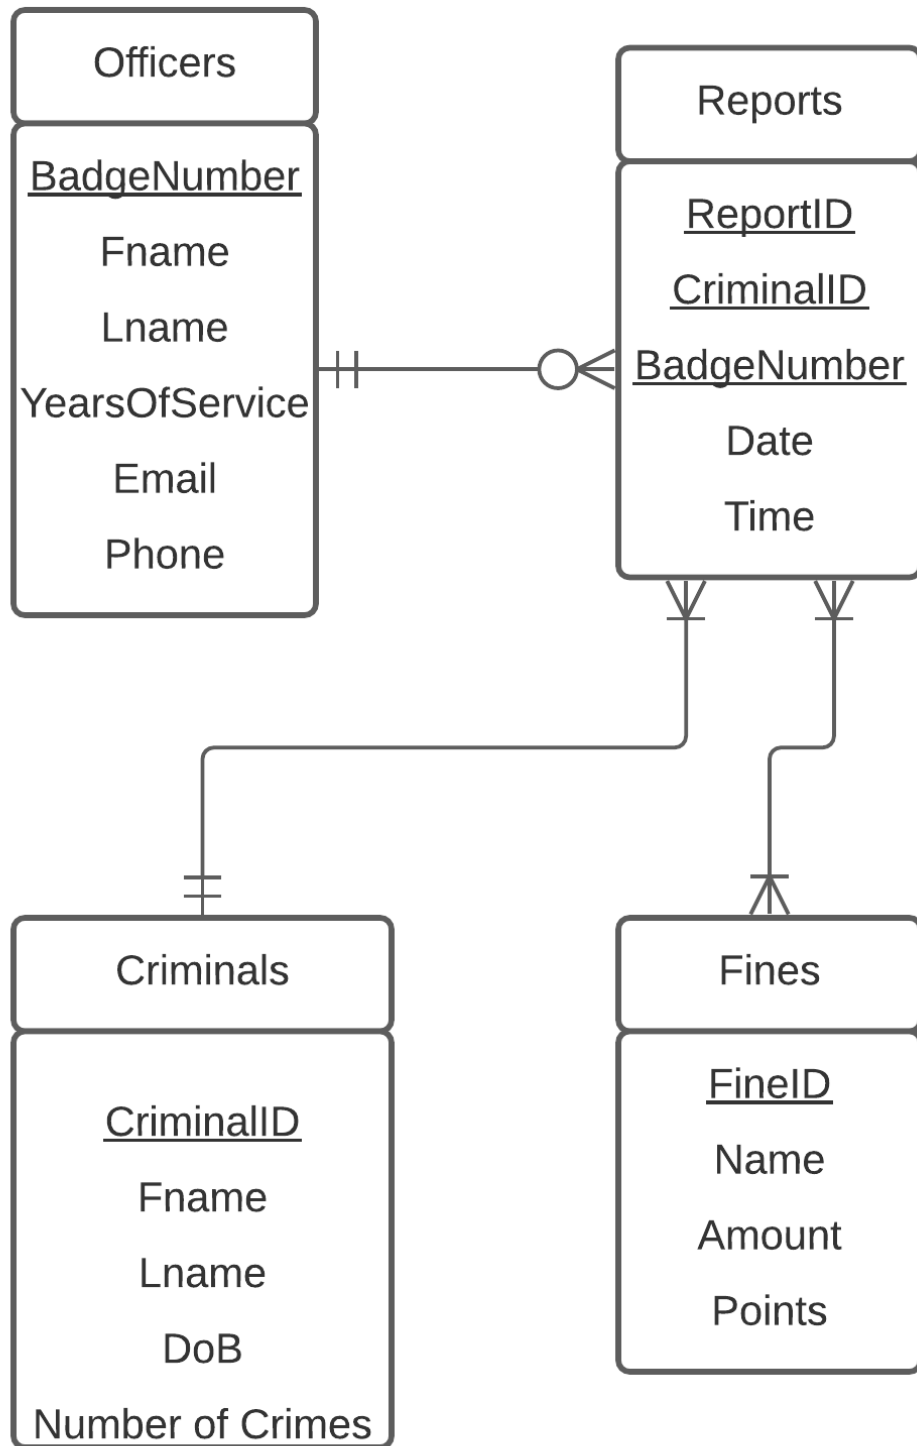 Officers
BadgeNumber
Fname
Lname
YearsOfService
Email
Phone
Reports
ReportID
CriminalID
BadgeNumber
Date
Time
Criminals
CriminalID
Fname
Lname
DoB
Number of Crimes
Fines
FineID
Name
Amount
Points